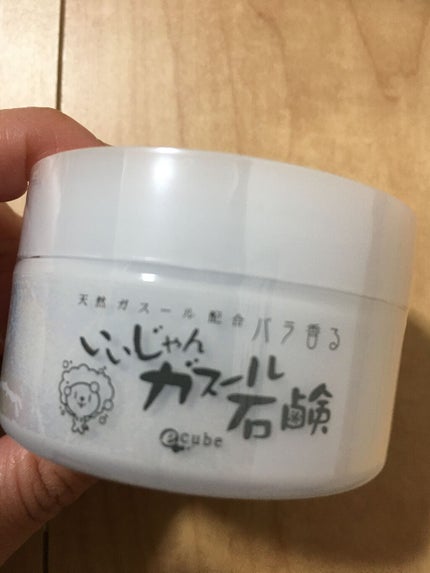 天然ガスール配合 バラ香る
いいじゃん
ガスール
石鹸
ecube